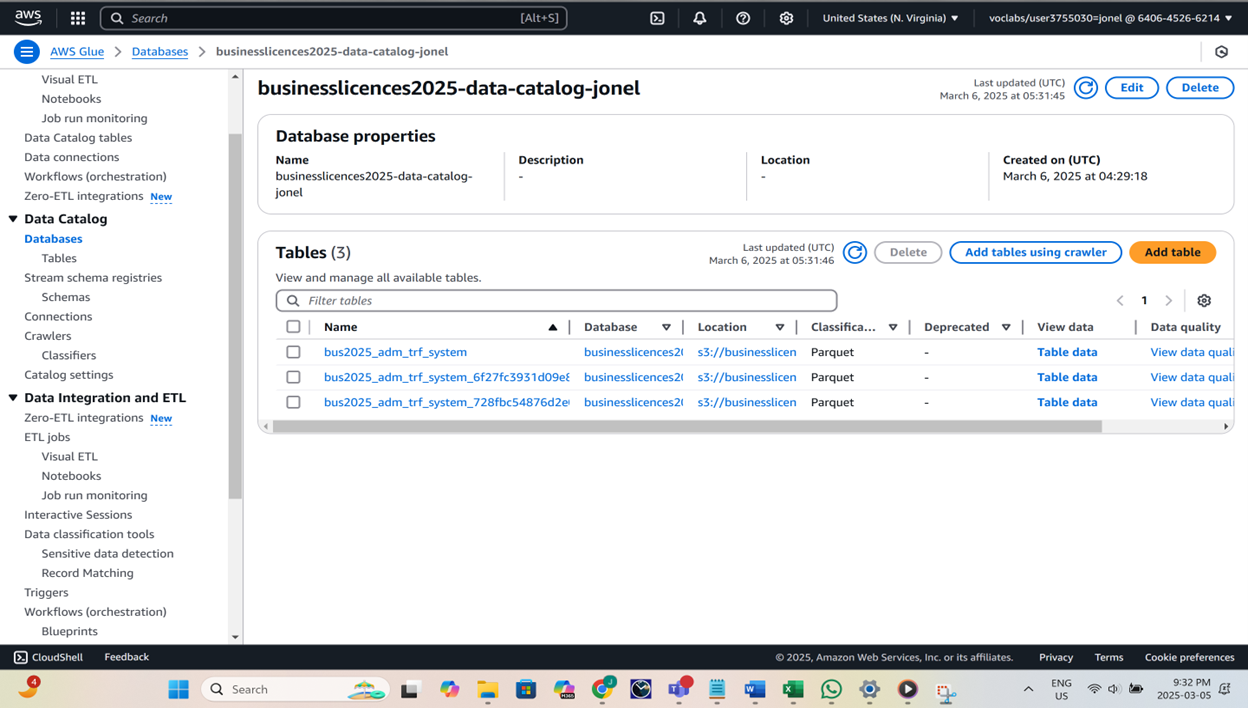 aws
Search [Alt+S]
United States (N. Virginia)
voclabs/user3755030=jonel @ 6406-4526-6214
AWS Glue > Databases > businesslicences2025-data-catalog-jonel
Visual ETL
Notebooks
Job run monitoring
Data Catalog tables
Data connections
Workflows (orchestration)
Zero-ETL integrations New
Data Catalog
Databases
Tables
Stream schema registries
Schemas
Connections
Crawlers
Classifiers
Catalog settings
Data Integration and ETL
Zero-ETL integrations New
ETL jobs
Visual ETL
Notebooks
Job run monitoring
Interactive Sessions
Data classification tools
Sensitive data detection
Record Matching
Triggers
Workflows (orchestration)
Blueprints
businesslicences2025-data-catalog-jonel
Last updated (UTC)
March 6, 2025 at 05:31:45
Edit
Delete
Database properties
Name
businesslicences2025-data-catalog-
jonel
Description
-
Location
-
Created on (UTC)
March 6, 2025 at 04:29:18
Tables (3)
Last updated (UTC)
March 6, 2025 at 05:31:46
Delete
Add tables using crawler
Add table
View and manage all available tables.
Filter tables
1
Name Database Location Classifica... Deprecated View data Data quality
bus2025_adm_trf_system businesslicences20 s3://businesslicen Parquet - Table data View data quali
bus2025_adm_trf_system_6f27fc3931d09e8 businesslicences20 s3://businesslicen Parquet - Table data View data quali
bus2025_adm_trf_system_728fbc54876d2e businesslicences20 s3://businesslicen Parquet - Table data View data quali
CloudShell Feedback
© 2025, Amazon Web Services, Inc. or its affiliates. Privacy Terms Cookie preferences
4
Search
ENG
US
9:32 PM
2025-03-05